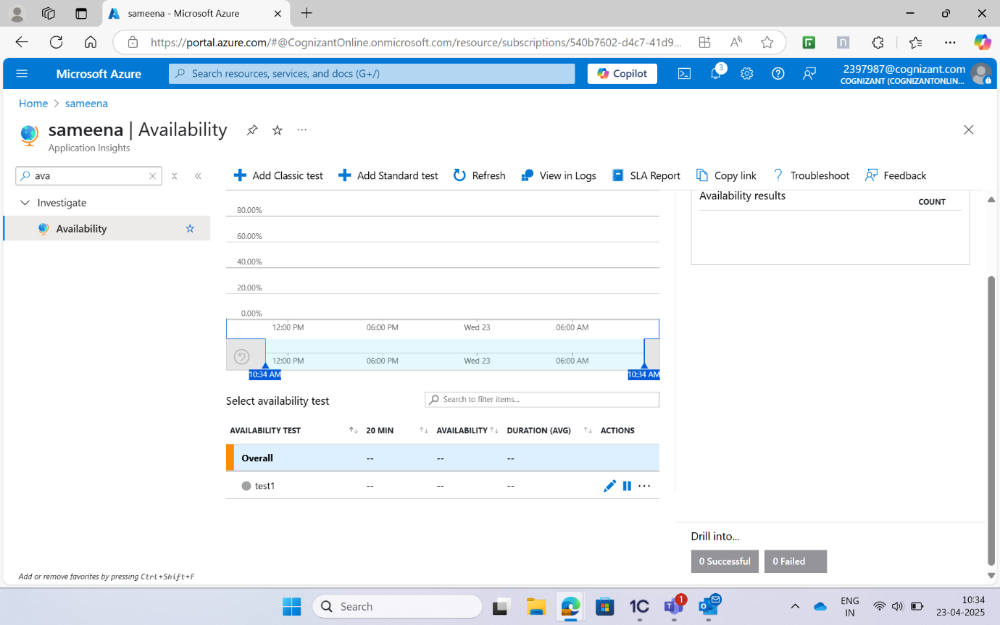 sameena - Microsoft Azure
https://portal.azure.com/#@CognizantOnline.onmicrosoft.com/resource/subscriptions/540b7602-d4c7-41d9...
Microsoft Azure
Search resources, services, and docs (G+/)
Copilot
3
2397987@cognizant.com
COGNIZANT (COGNIZANTONLIN...
Home > sameena
sameena | Availability
Application Insights
ava
Add Classic test
Add Standard test
Refresh
View in Logs
SLA Report
Copy link
Troubleshoot
Feedback
Investigate
Availability
80.00%
60.00%
40.00%
20.00%
0.00%
12:00 PM 06:00 PM Wed 23 06:00 AM
12:00 PM 06:00 PM Wed 23 06:00 AM
10:34 AM 10:34 AM
Availability results
COUNT
Select availability test
Search to filter items...
AVAILABILITY TEST 20 MIN AVAILABILITY DURATION (AVG) ACTIONS
Overall -- -- --
test1 -- -- --
Drill into...
0 Successful
0 Failed
Add or remove favorites by pressing Ctrl+Shift+F
Search
1C
1
ENG
IN
10:34
23-04-2025